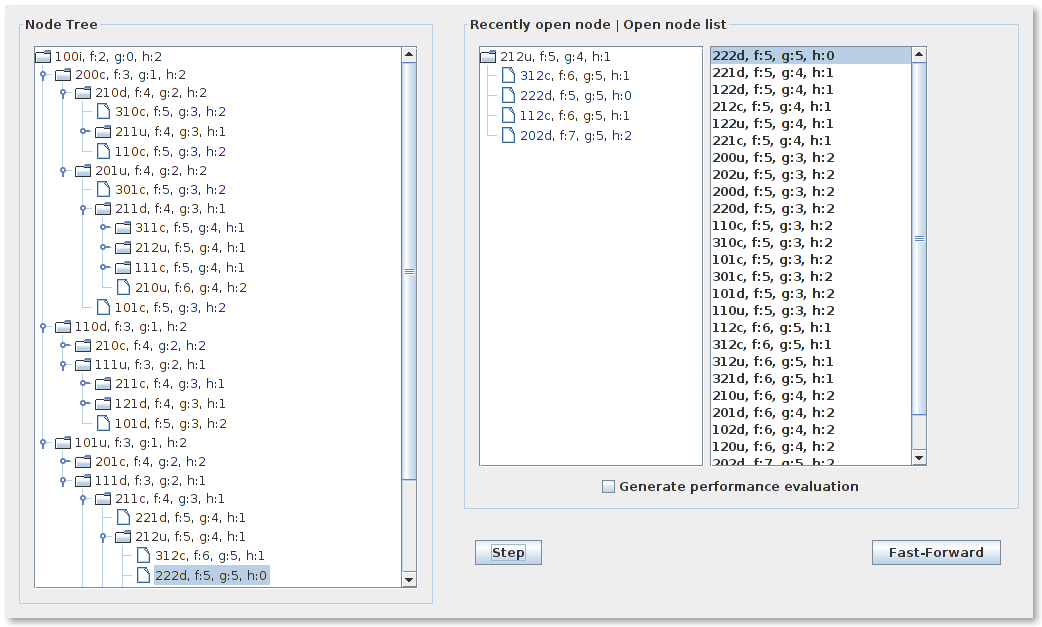 Node Tree
100i, f:2, g:0, h:2
200c, f:3, g:1, h:2
210d, f:4, g:2, h:2
310c, f:5, g:3, h:2
211u, f:4, g:3, h:1
110c, f:5, g:3, h:2
201u, f:4, g:2, h:2
301c, f:5, g:3, h:2
211d, f:4, g:3, h:1
311c, f:5, g:4, h:1
212u, f:5, g:4, h:1
111c, f:5, g:4, h:1
210u, f:6, g:4, h:2
101c, f:5, g:3, h:2
110d, f:3, g:1, h:2
210c, f:4, g:2, h:2
111u, f:3, g:2, h:1
211c, f:4, g:3, h:1
121d, f:4, g:3, h:1
101d, f:5, g:3, h:2
101u, f:3, g:1, h:2
201c, f:4, g:2, h:2
111d, f:3, g:2, h:1
211c, f:4, g:3, h:1
221d, f:5, g:4, h:1
212u, f:5, g:4, h:1
312c, f:6, g:5, h:1
222d, f:5, g:5, h:0
Recently open node | Open node list
212u, f:5, g:4, h:1
312c, f:6, g:5, h:1
222d, f:5, g:5, h:0
112c, f:6, g:5, h:1
202d, f:7, g:5, h:2
222d, f:5, g:5, h:0
221d, f:5, g:4, h:1
122d, f:5, g:4, h:1
212c, f:5, g:4, h:1
122u, f:5, g:4, h:1
221c, f:5, g:4, h:1
200u, f:5, g:3, h:2
202u, f:5, g:3, h:2
200d, f:5, g:3, h:2
220d, f:5, g:3, h:2
110c, f:5, g:3, h:2
310c, f:5, g:3, h:2
101c, f:5, g:3, h:2
301c, f:5, g:3, h:2
101d, f:5, g:3, h:2
110u, f:5, g:3, h:2
112c, f:6, g:5, h:1
312c, f:6, g:5, h:1
312u, f:6, g:5, h:1
321d, f:6, g:5, h:1
210u, f:6, g:4, h:2
201d, f:6, g:4, h:2
102d, f:6, g:4, h:2
120u, f:6, g:4, h:2
202d, f:7, g:5, h:2
Generate performance evaluation
Step
Fast-Forward